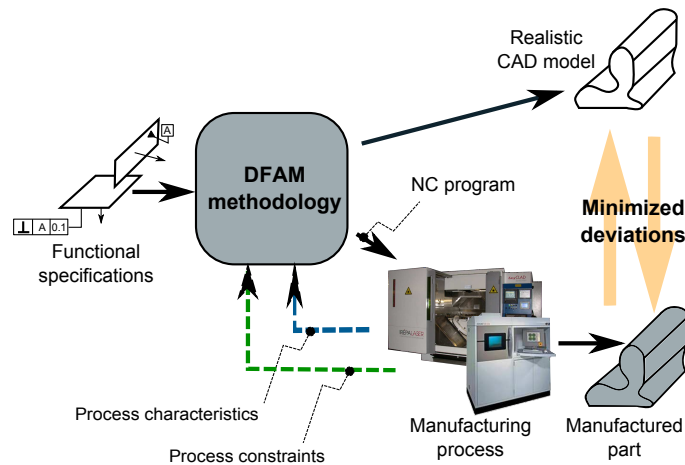 Realistic
CAD model
A
DFAM
methodology
NC program
⊥ A 0.1
Functional
specifications
Minimized
deviations
Process characteristics
Process constraints
Manufacturing
process
Manufactured
part